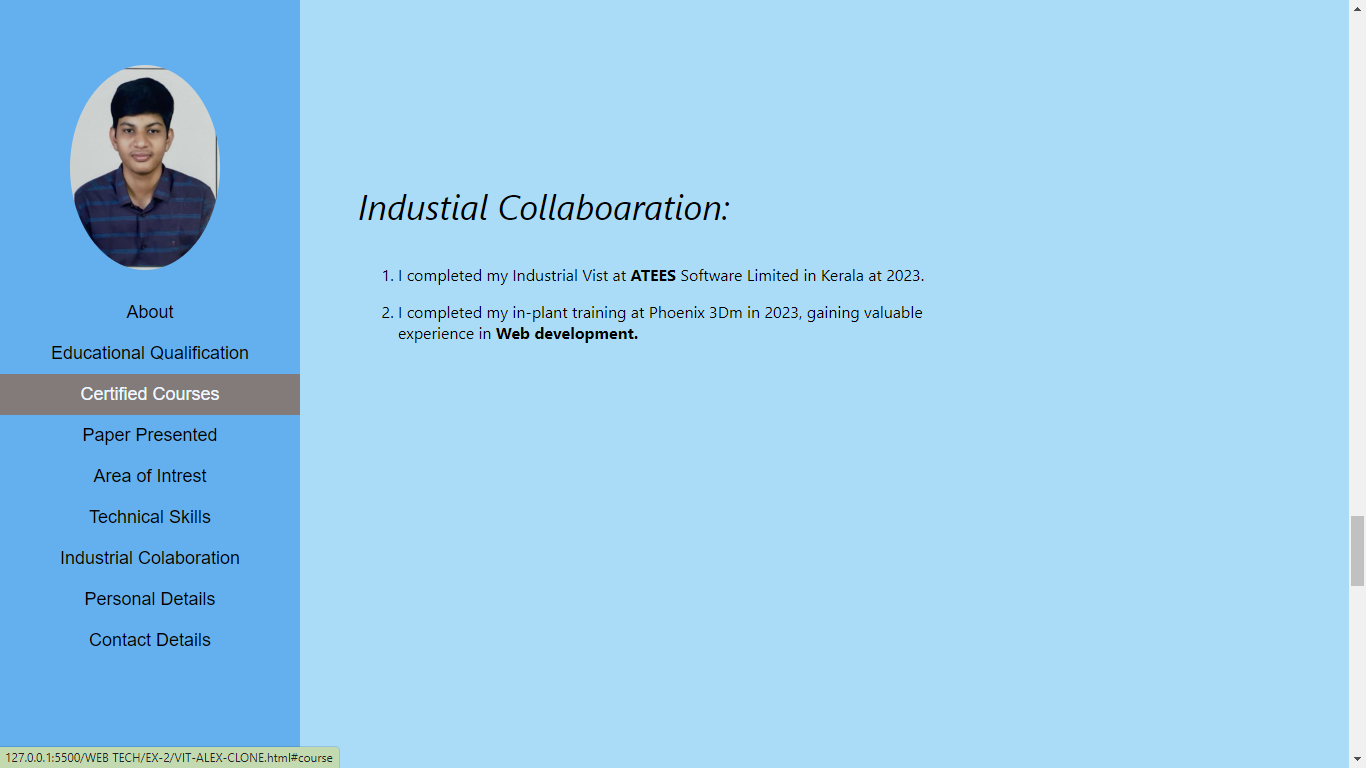 About
Educational Qualification
Certified Courses
Paper Presented
Area of Intrest
Technical Skills
Industrial Colaboration
Personal Details
Contact Details
Industial Collaboaration:
1. I completed my Industrial Vist at ATEES Software Limited in Kerala at 2023.
2. I completed my in-plant training at Phoenix 3Dm in 2023, gaining valuable
experience in Web development.
127.0.0.1:5500/WEB TECH/EX-2/VIT-ALEX-CLONE.html#course